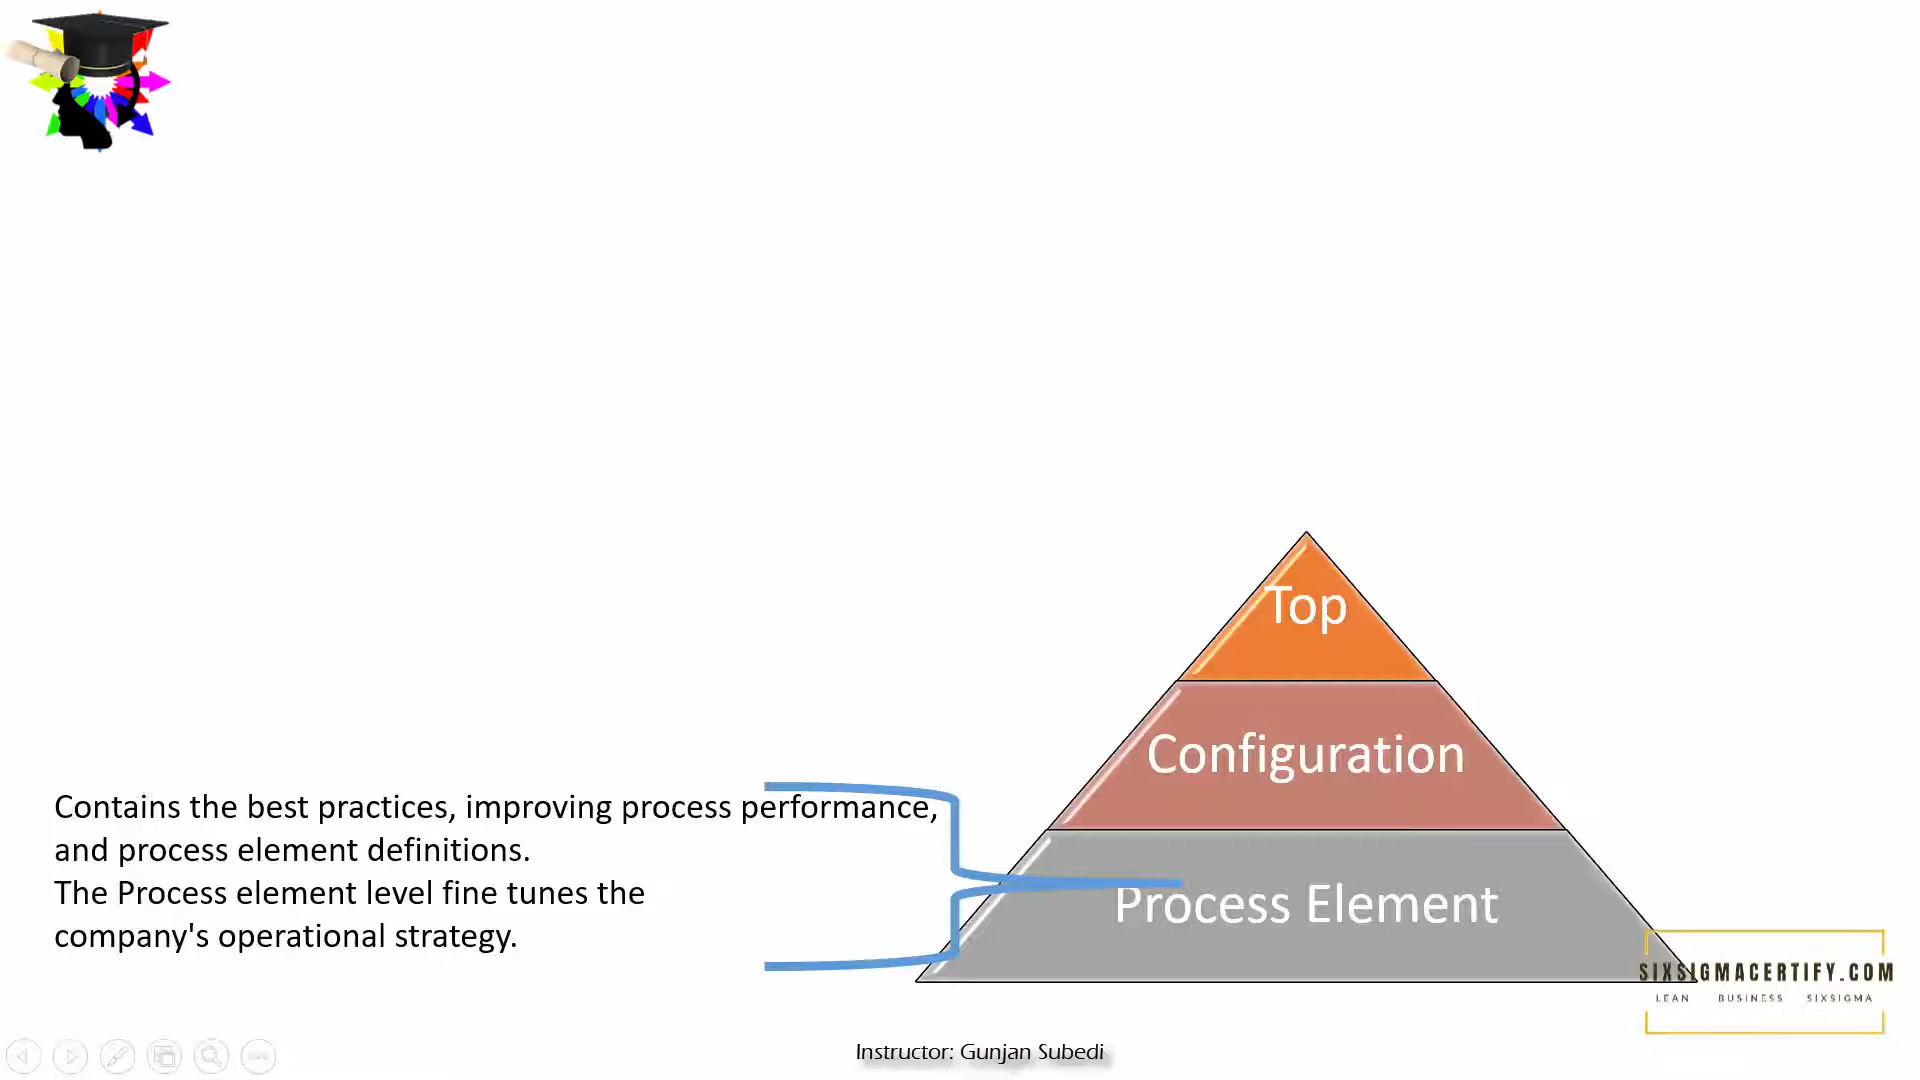 Top
Configuration
Contains the best practices, improving process performance,
and process element definitions.
The Process element level fine tunes the
company's operational strategy.
Process Element
SIXSIGMACERTIFY.COM
LEAN BUSINESS SIXSIGMA
Instructor: Gunjan Subedi